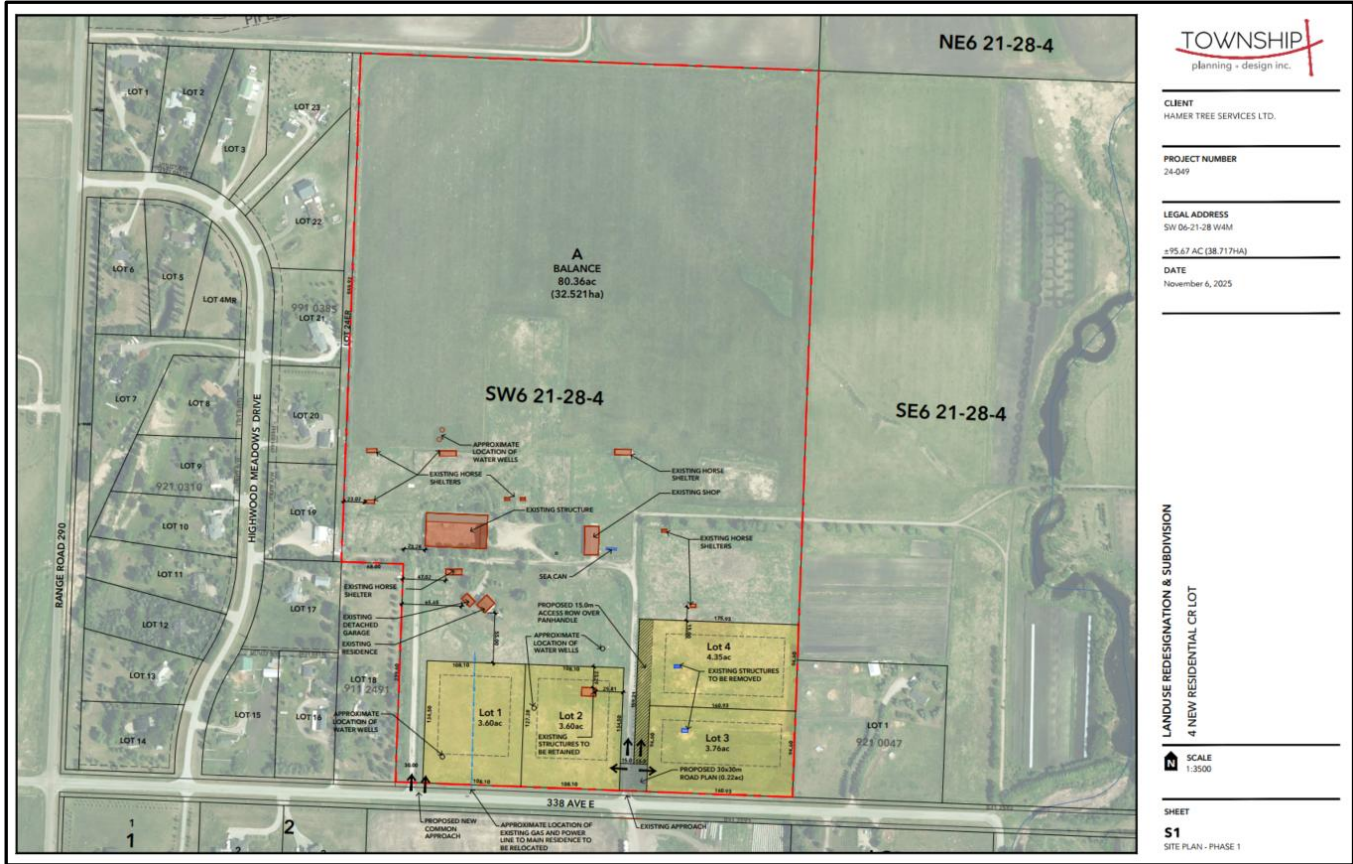 PIPEL
NE6 21-28-4
LOT 1
LOT 2
LOT 23
LOT 3
LOT 22
LOT 6
LOT 5
LOT 4MR
991 0385
LOT 21
LOT 24ER
A
BALANCE
80.36ac
(32.521ha)
SW6 21-28-4
SE6 21-28-4
LOT 7
LOT 8
LOT 20
HIGHWOOD MEADOWS DRIVE
LOT 9
921 0310
LOT 10
LOT 19
RANGE ROAD 290
LOT 11
LOT 12
LOT 17
LOT 13
LOT 18
911 2491
LOT 14
LOT 15
LOT 16
APPROXIMATE
LOCATION OF
WATER WELLS
EXISTING HORSE
SHELTERS
EXISTING HORSE
SHELTER
EXISTING SHOP
EXISTING STRUCTURE
EXISTING HORSE
SHELTERS
SEA CAN
EXISTING HORSE
SHELTER
EXISTING
DETACHED
GARAGE
EXISTING
RESIDENCE
PROPOSED 15.0m
ACCESS ROW OVER
PANHANDLE
APPROXIMATE
LOCATION OF
WATER WELLS
Lot 4
4.35ac
EXISTING STRUCTURES
TO BE REMOVED
Lot 1
3.60ac
Lot 2
3.60ac
EXISTING
STRUCTURES TO
BE RETAINED
Lot 3
3.76ac
APPROXIMATE
LOCATION OF
WATER WELLS
PROPOSED 30x30m
ROAD PLAN (0.22ac)
LOT 1
921 0047
338 AVE E
PROPOSED NEW
COMMON
APPROACH
APPROXIMATE LOCATION OF
EXISTING GAS AND POWER
LINE TO MAIN RESIDENCE TO
BE RELOCATED
EXISTING APPROACH
1
1
2
TOWNSHIP
planning + design inc.
CLIENT
HAMER TREE SERVICES LTD.
PROJECT NUMBER
24-049
LEGAL ADDRESS
SW 06-21-28 W4M
±95.67 AC (38.717HA)
DATE
November 6, 2025
LANDUSE REDESIGNATION & SUBDIVISION
4 NEW RESIDENTIAL CR LOT
N
SCALE
1:3500
SHEET
S1
SITE PLAN - PHASE 1